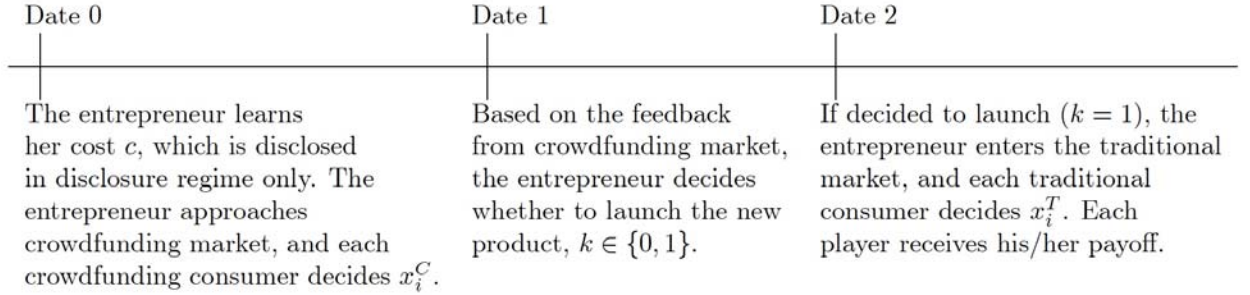 Date 0
Date 1
Date 2
The entrepreneur learns
her cost c, which is disclosed
in disclosure regime only. The
entrepreneur approaches
crowdfunding market, and each
crowdfunding consumer decides $x_i^C$.
Based on the feedback
from crowdfunding market,
the entrepreneur decides
whether to launch the new
product, k ∈ {0, 1}.
If decided to launch (k = 1), the
entrepreneur enters the traditional
market, and each traditional
consumer decides $x_i^T$. Each
player receives his/her payoff.